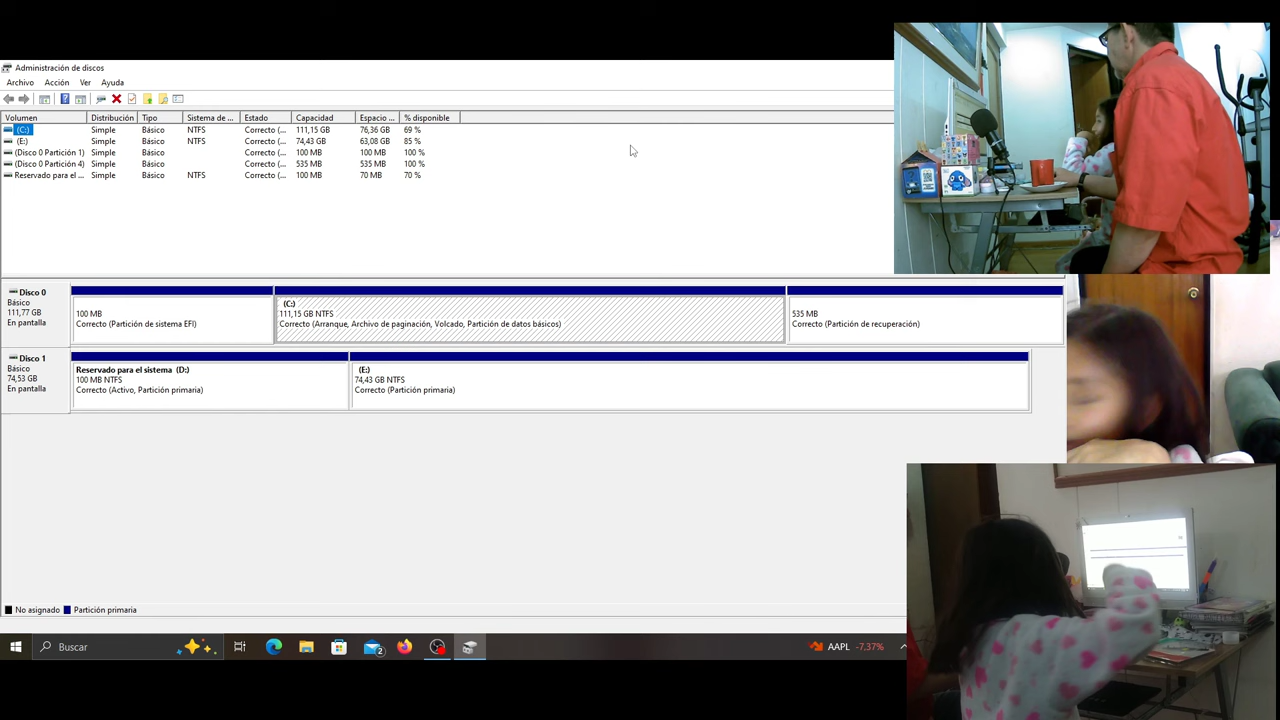 Administración de discos
Archivo Acción Ver Ayuda
Volumen Distribución Tipo Sistema de ... Estado Capacidad Espacio ... % disponible
(C:) Simple Básico NTFS Correcto (... 111,15 GB 76,36 GB 69 %
(E:) Simple Básico NTFS Correcto (... 74,43 GB 63,08 GB 85 %
(Disco 0 Partición 1) Simple Básico Correcto (... 100 MB 100 MB 100 %
(Disco 0 Partición 4) Simple Básico Correcto (... 535 MB 535 MB 100 %
Reservado para el ... Simple Básico NTFS Correcto (... 100 MB 70 MB 70 %
Disco 0
Básico
111,77 GB
En pantalla
100 MB
Correcto (Partición de sistema EFI)
(C:)
111,15 GB NTFS
Correcto (Arranque, Archivo de paginación, Volcado, Partición de datos básicos)
535 MB
Correcto (Partición de recuperación)
Disco 1
Básico
74,53 GB
En pantalla
Reservado para el sistema (D:)
100 MB NTFS
Correcto (Activo, Partición primaria)
(E:)
74,43 GB NTFS
Correcto (Partición primaria)
No asignado Partición primaria
Buscar 2 AAPL -7,37%